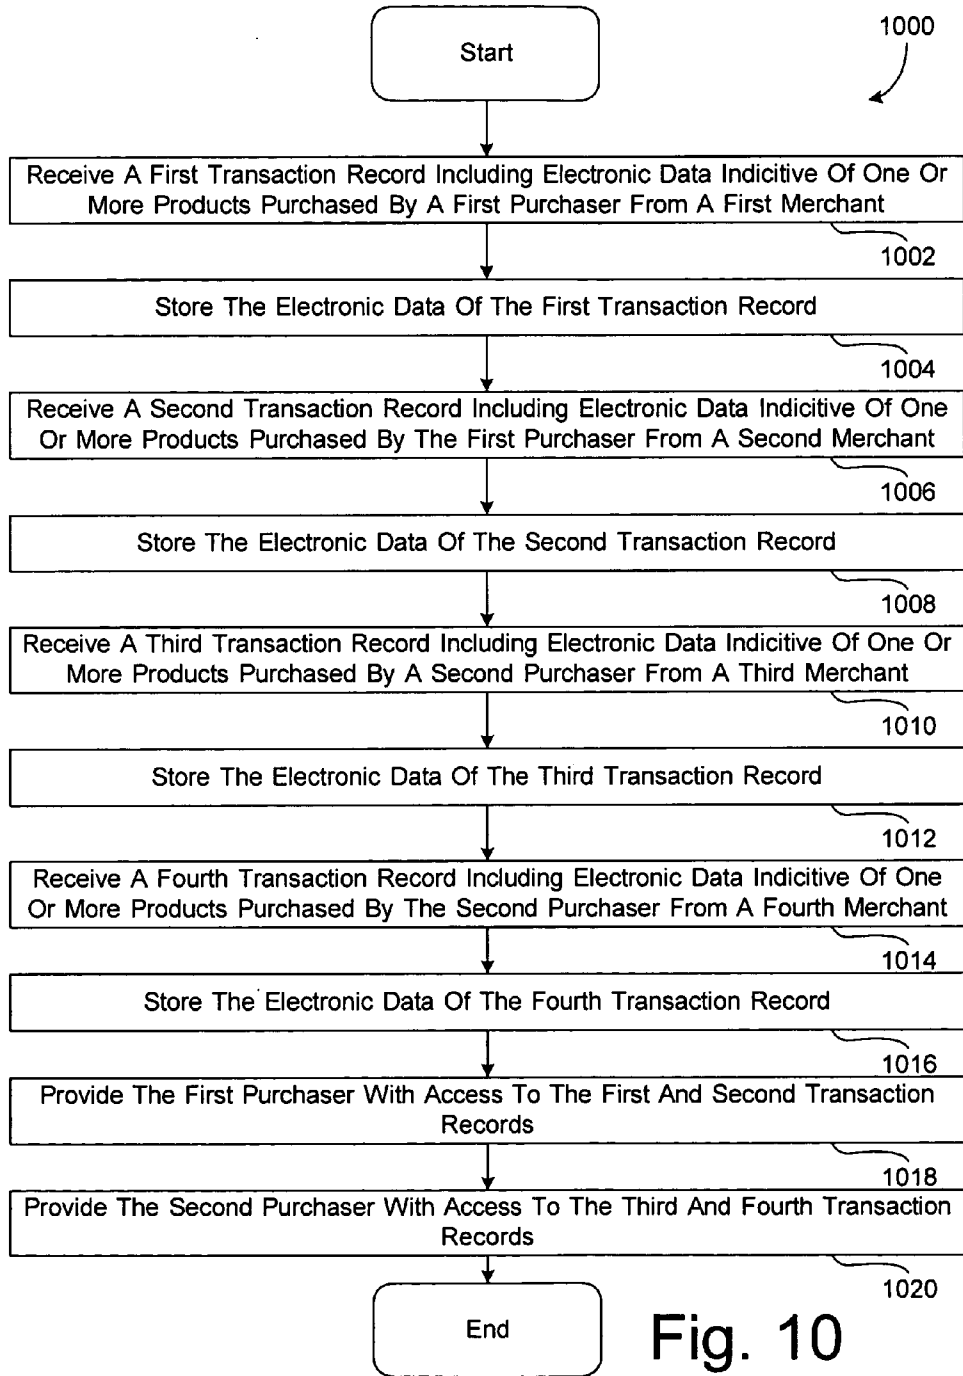 Start
1000
Receive A First Transaction Record Including Electronic Data Indicitive Of One Or
More Products Purchased By A First Purchaser From A First Merchant
1002
Store The Electronic Data Of The First Transaction Record
1004
Receive A Second Transaction Record Including Electronic Data Indicitive Of One
Or More Products Purchased By The First Purchaser From A Second Merchant
1006
Store The Electronic Data Of The Second Transaction Record
1008
Receive A Third Transaction Record Including Electronic Data Indicitive Of One Or
More Products Purchased By A Second Purchaser From A Third Merchant
1010
Store The Electronic Data Of The Third Transaction Record
1012
Receive A Fourth Transaction Record Including Electronic Data Indicitive Of One
Or More Products Purchased By The Second Purchaser From A Fourth Merchant
1014
Store The Electronic Data Of The Fourth Transaction Record
1016
Provide The First Purchaser With Access To The First And Second Transaction
Records
1018
Provide The Second Purchaser With Access To The Third And Fourth Transaction
Records
1020
End
Fig. 10